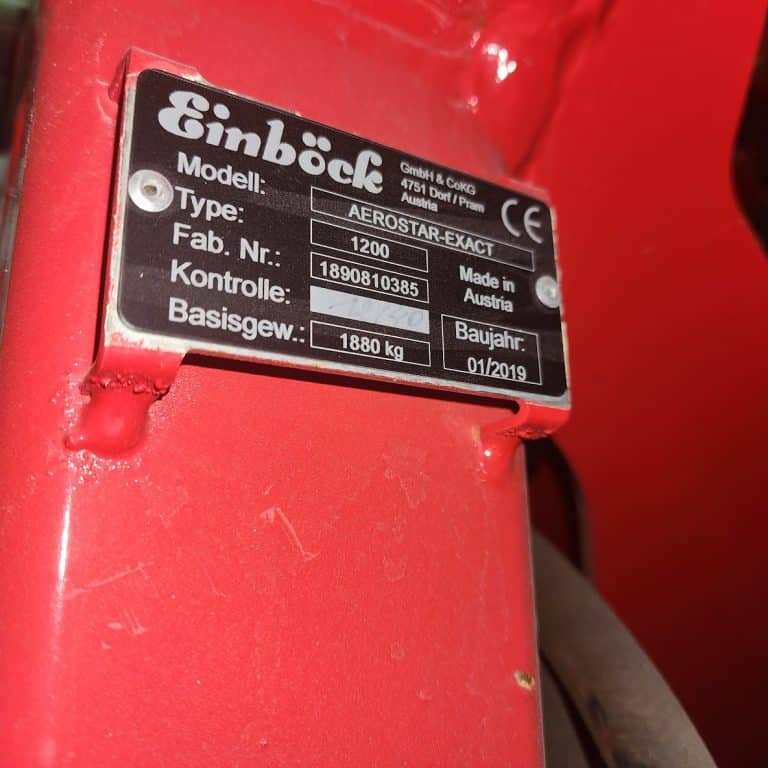 Einböck
GmbH & CoKG
4751 Dorf / Pram
Austria
CE
Modell: AEROSTAR-EXACT
Type: 1200
Fab. Nr.: 1890810385
Made in
Austria
Kontrolle:
Basisgew.: 1880 kg
Baujahr:
01/2019